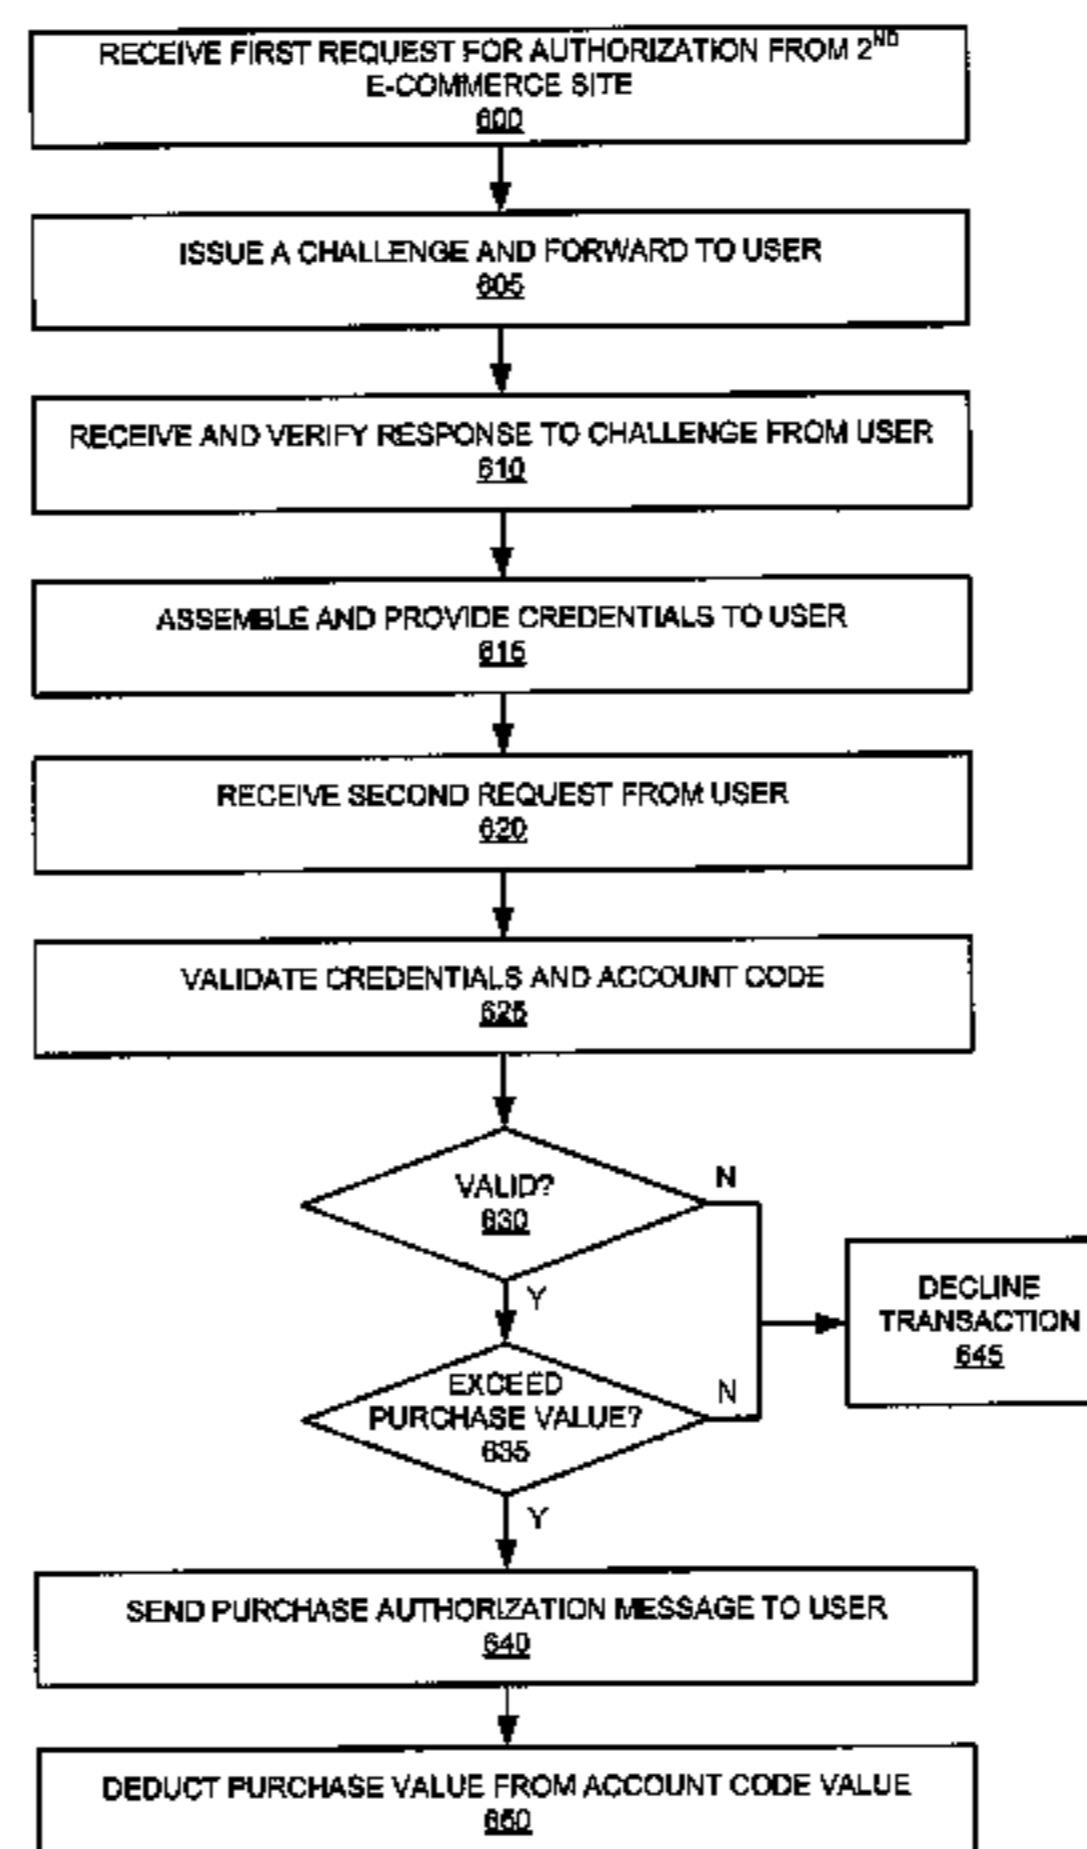 RECEIVE FIRST REQUEST FOR AUTHORIZATION FROM 2ND
E-COMMERCE SITE
600
ISSUE A CHALLENGE AND FORWARD TO USER
605
RECEIVE AND VERIFY RESPONSE TO CHALLENGE FROM USER
610
ASSEMBLE AND PROVIDE CREDENTIALS TO USER
615
RECEIVE SECOND REQUEST FROM USER
620
VALIDATE CREDENTIALS AND ACCOUNT CODE
625
VALID?
630
N
Y
DECLINE
TRANSACTION
645
EXCEED
PURCHASE VALUE?
635
N
Y
SEND PURCHASE AUTHORIZATION MESSAGE TO USER
640
DEDUCT PURCHASE VALUE FROM ACCOUNT CODE VALUE
650